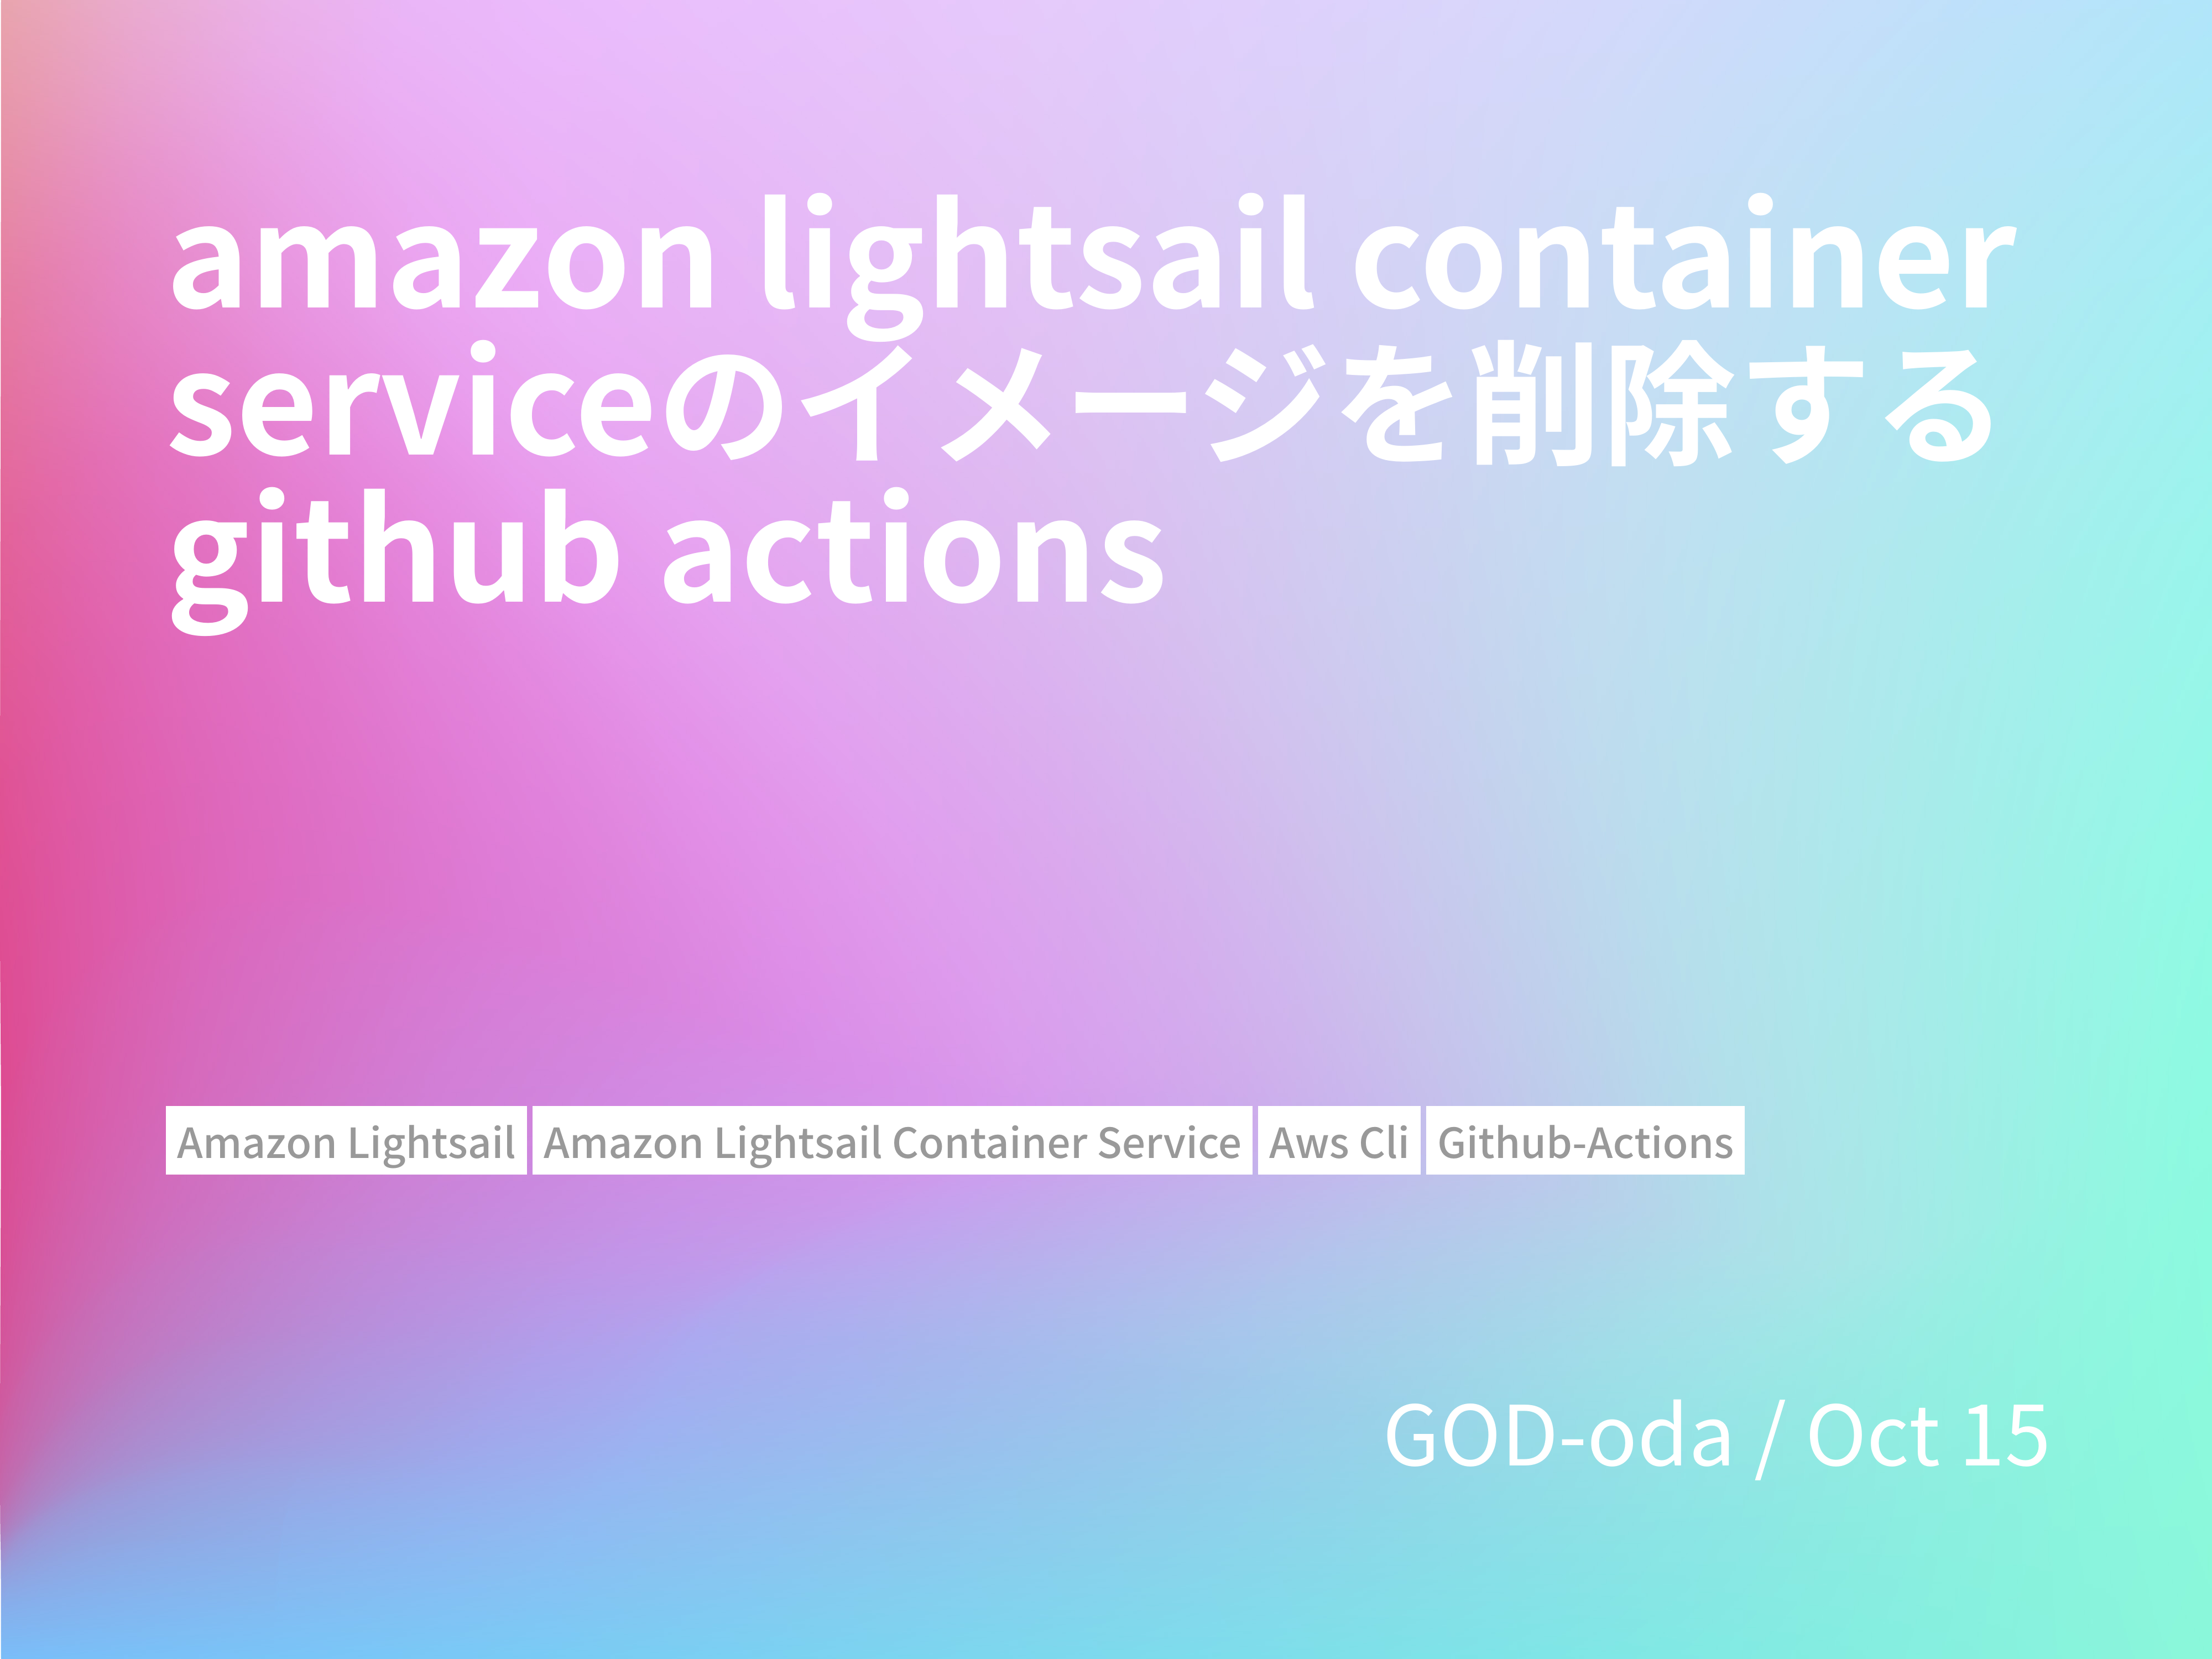 amazon lightsail container
serviceのイメージを削除する
github actions
Amazon Lightsail Amazon Lightsail Container Service Aws Cli Github-Actions
GOD-oda / Oct 15